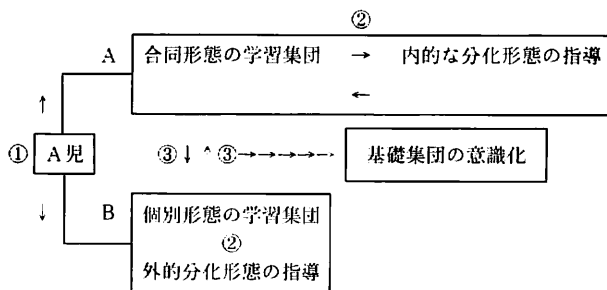 ②
A 合同形態の学習集団 → 内的な分化形態の指導
↑ ←
① A児 ③↓ ^ ③→→→→→ 基礎集団の意識化
↓ B 個別形態の学習集団
②
外的分化形態の指導